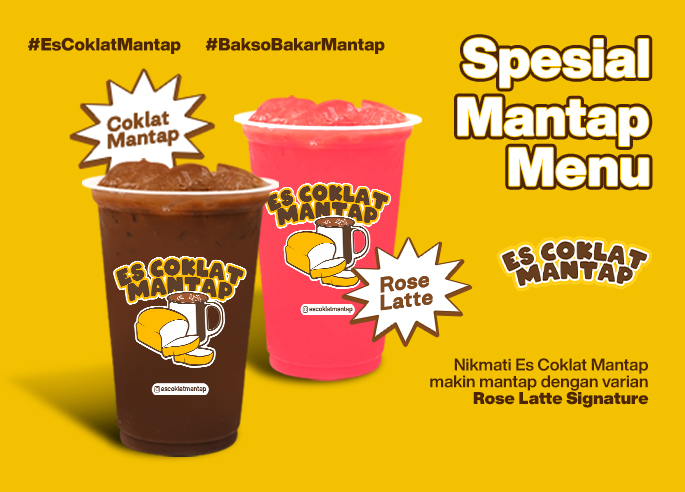 #EsCoklatMantap #BaksoBakarMantap
Spesial
Mantap
Menu
Coklat
Mantap
ES COKLAT
MANTAP
@escoklatmantap
ES COKLAT
MANTAP
@escoklatmantap
Rose
Latte
ES COKLAT
MANTAP
Nikmati Es Coklat Mantap
makin mantap dengan varian
Rose Latte Signature